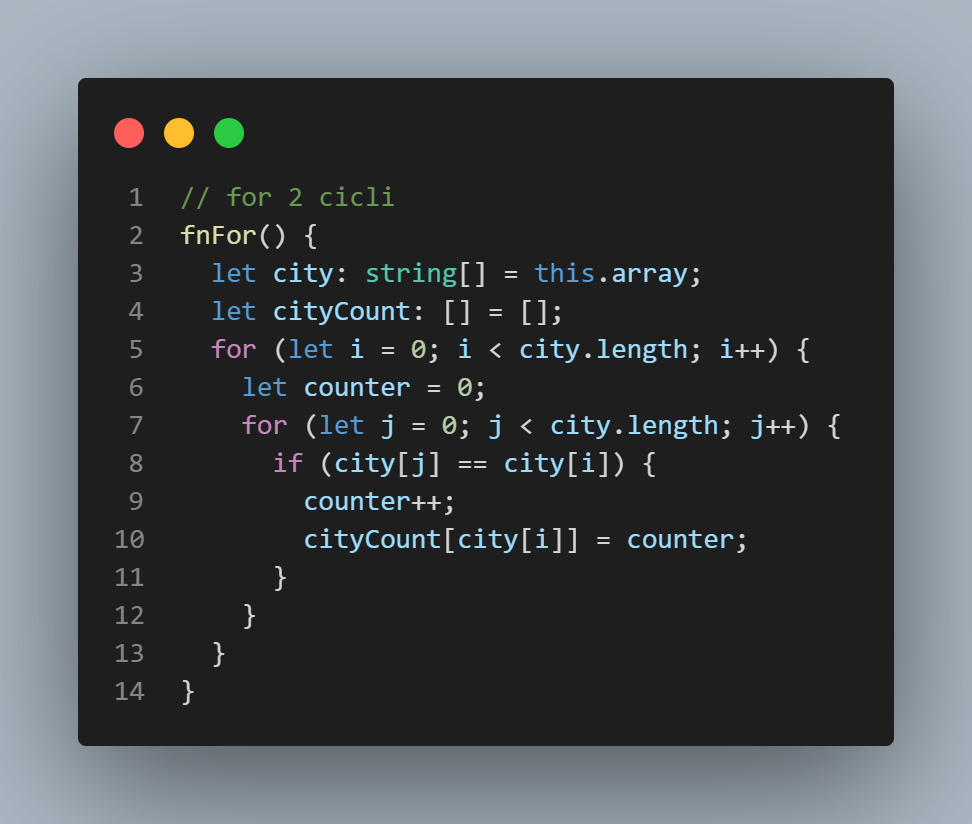 1 // for 2 cicli
2 fnFor() {
3   let city: string[] = this.array;
4   let cityCount: [] = [];
5   for (let i = 0; i < city.length; i++) {
6     let counter = 0;
7     for (let j = 0; j < city.length; j++) {
8       if (city[j] == city[i]) {
9         counter++;
10         cityCount[city[i]] = counter;
11       }
12     }
13   }
14 }